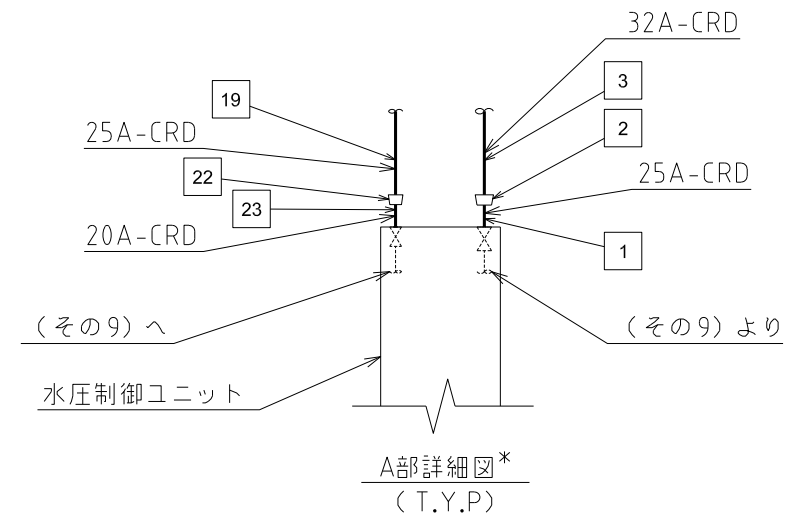 32A-CRD
3
19
2
25A-CRD
22
25A-CRD
23
20A-CRD
1
(その9)へ
(その9)より
水圧制御ユニット
A部詳細図*
(T.Y.P)